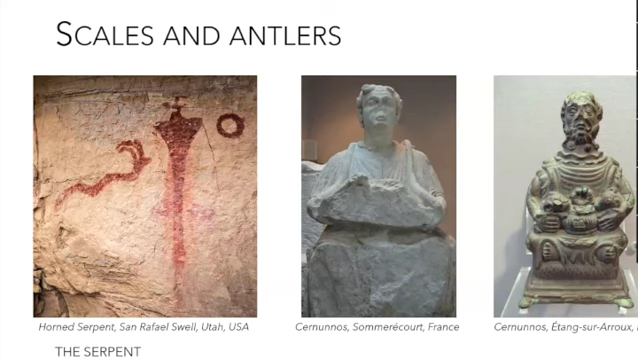 SCALES AND ANTLERS
Horned Serpent, San Rafael Swell, Utah, USA
Cernunnos, Sommerécourt, France
Cernunnos, Étang-sur-Arroux,
THE SERPENT